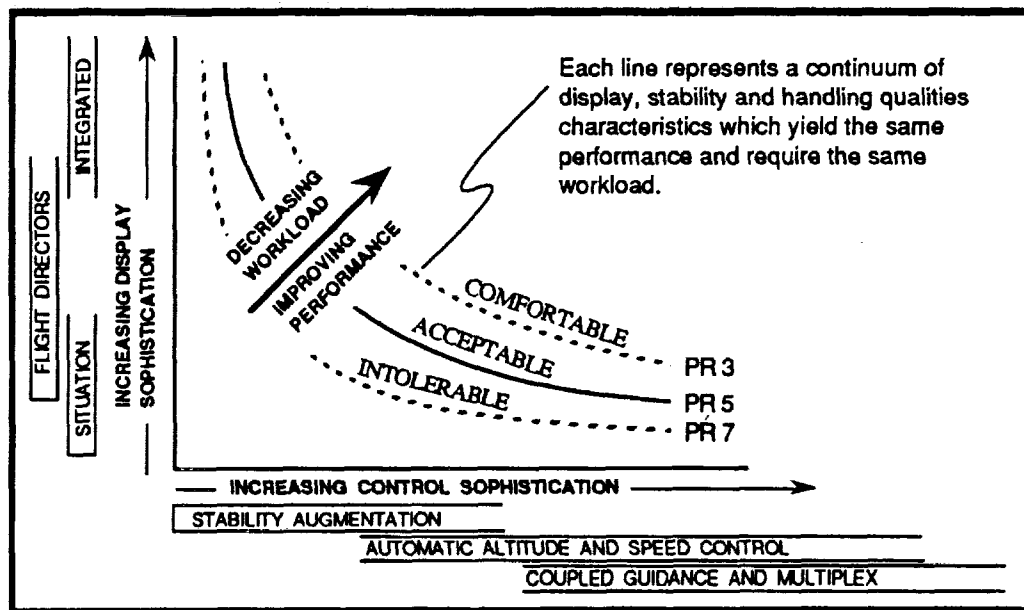 Each line represents a continuum of
display, stability and handling qualities
characteristics which yield the same
performance and require the same
workload.
INTEGRATED
FLIGHT DIRECTORS
SITUATION
INCREASING DISPLAY
SOPHISTICATION
DECREASING
WORKLOAD
IMPROVING
PERFORMANCE
COMFORTABLE
PR 3
ACCEPTABLE
PR 5
INTOLERABLE
PR 7
INCREASING CONTROL SOPHISTICATION
STABILITY AUGMENTATION
AUTOMATIC ALTITUDE AND SPEED CONTROL
COUPLED GUIDANCE AND MULTIPLEX